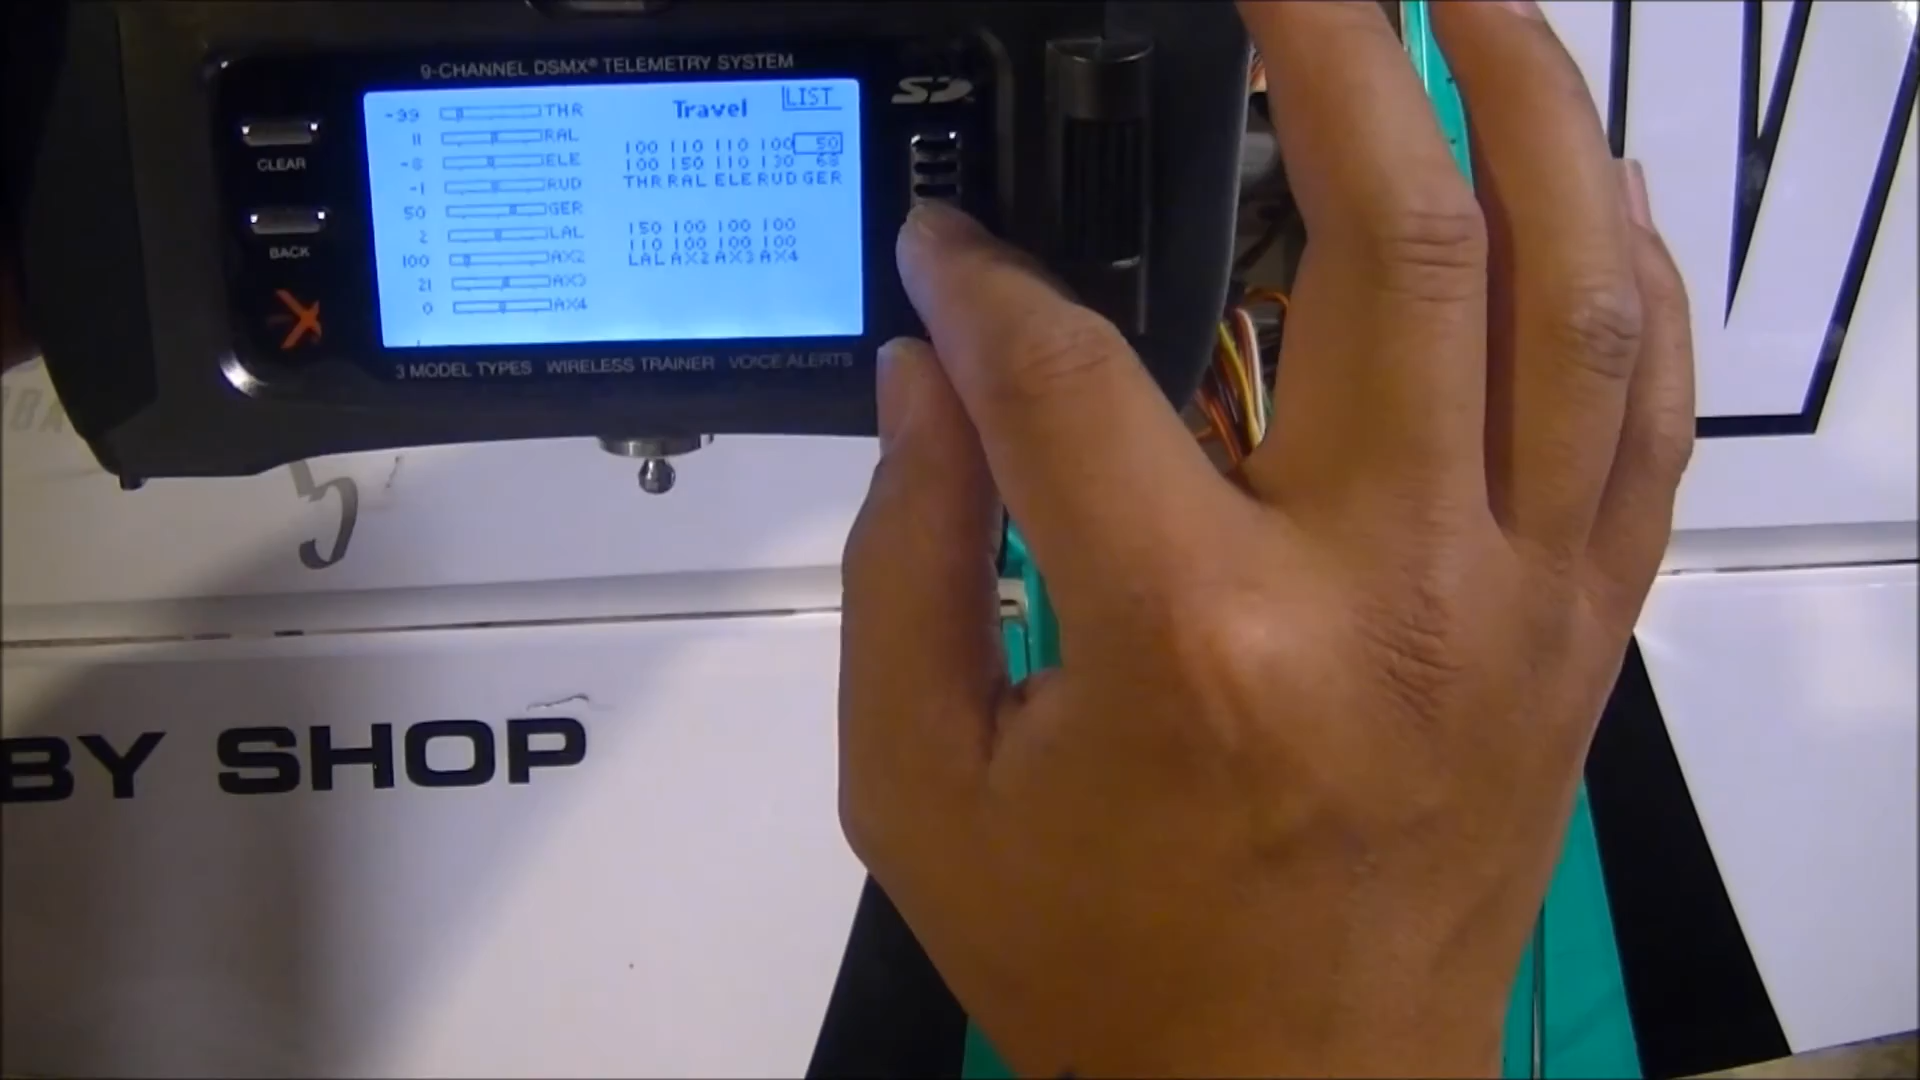 9-CHANNEL DSMX® TELEMETRY SYSTEM
CLEAR
BACK
-99 THR
11 RAL
-8 ELE
-1 RUD
50 GER
2 LAL
100 AX2
21 AX3
0 AX4
Travel
LIST
100 110 110 100 50
100 150 110 130 68
THR RAL ELE RUD GER
150 100 100 100
110 100 100 100
LAL AX2 AX3 AX4
3 MODEL TYPES WIRELESS TRAINER VOICE ALERTS
SD
BY SHOP